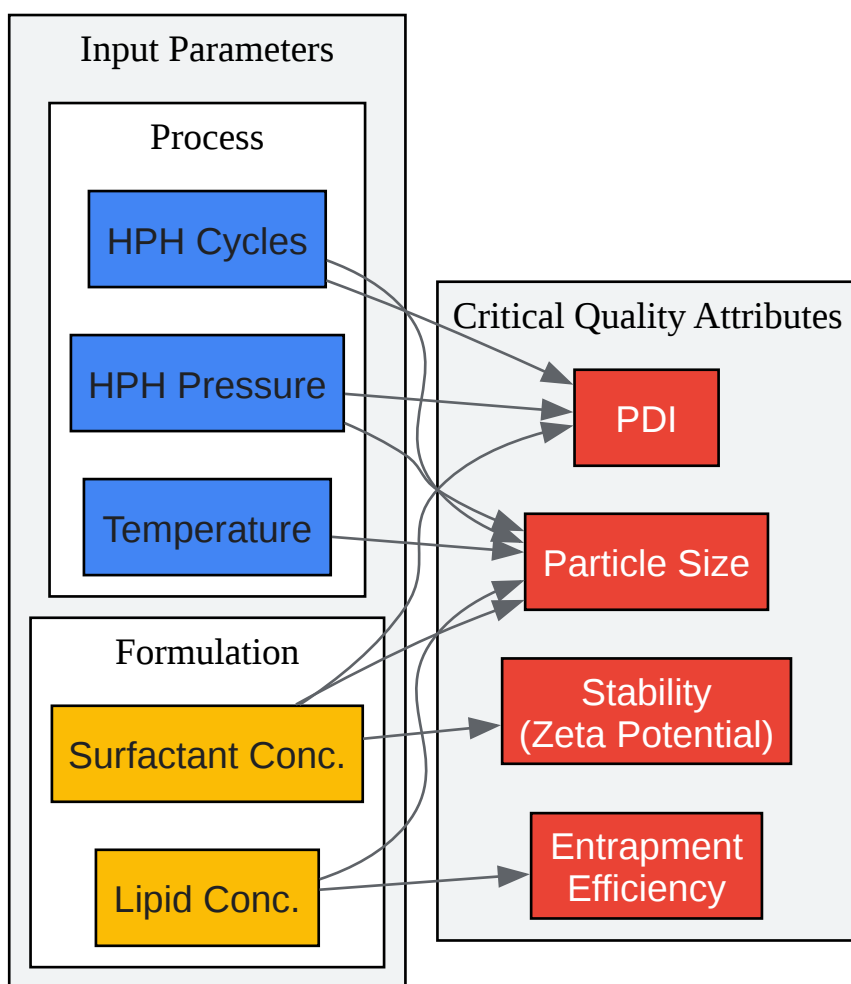 Input Parameters
Process
HPH Cycles
HPH Pressure
Temperature
Formulation
Surfactant Conc.
Lipid Conc.
Critical Quality Attributes
PDI
Particle Size
Stability
(Zeta Potential)
Entrapment
Efficiency